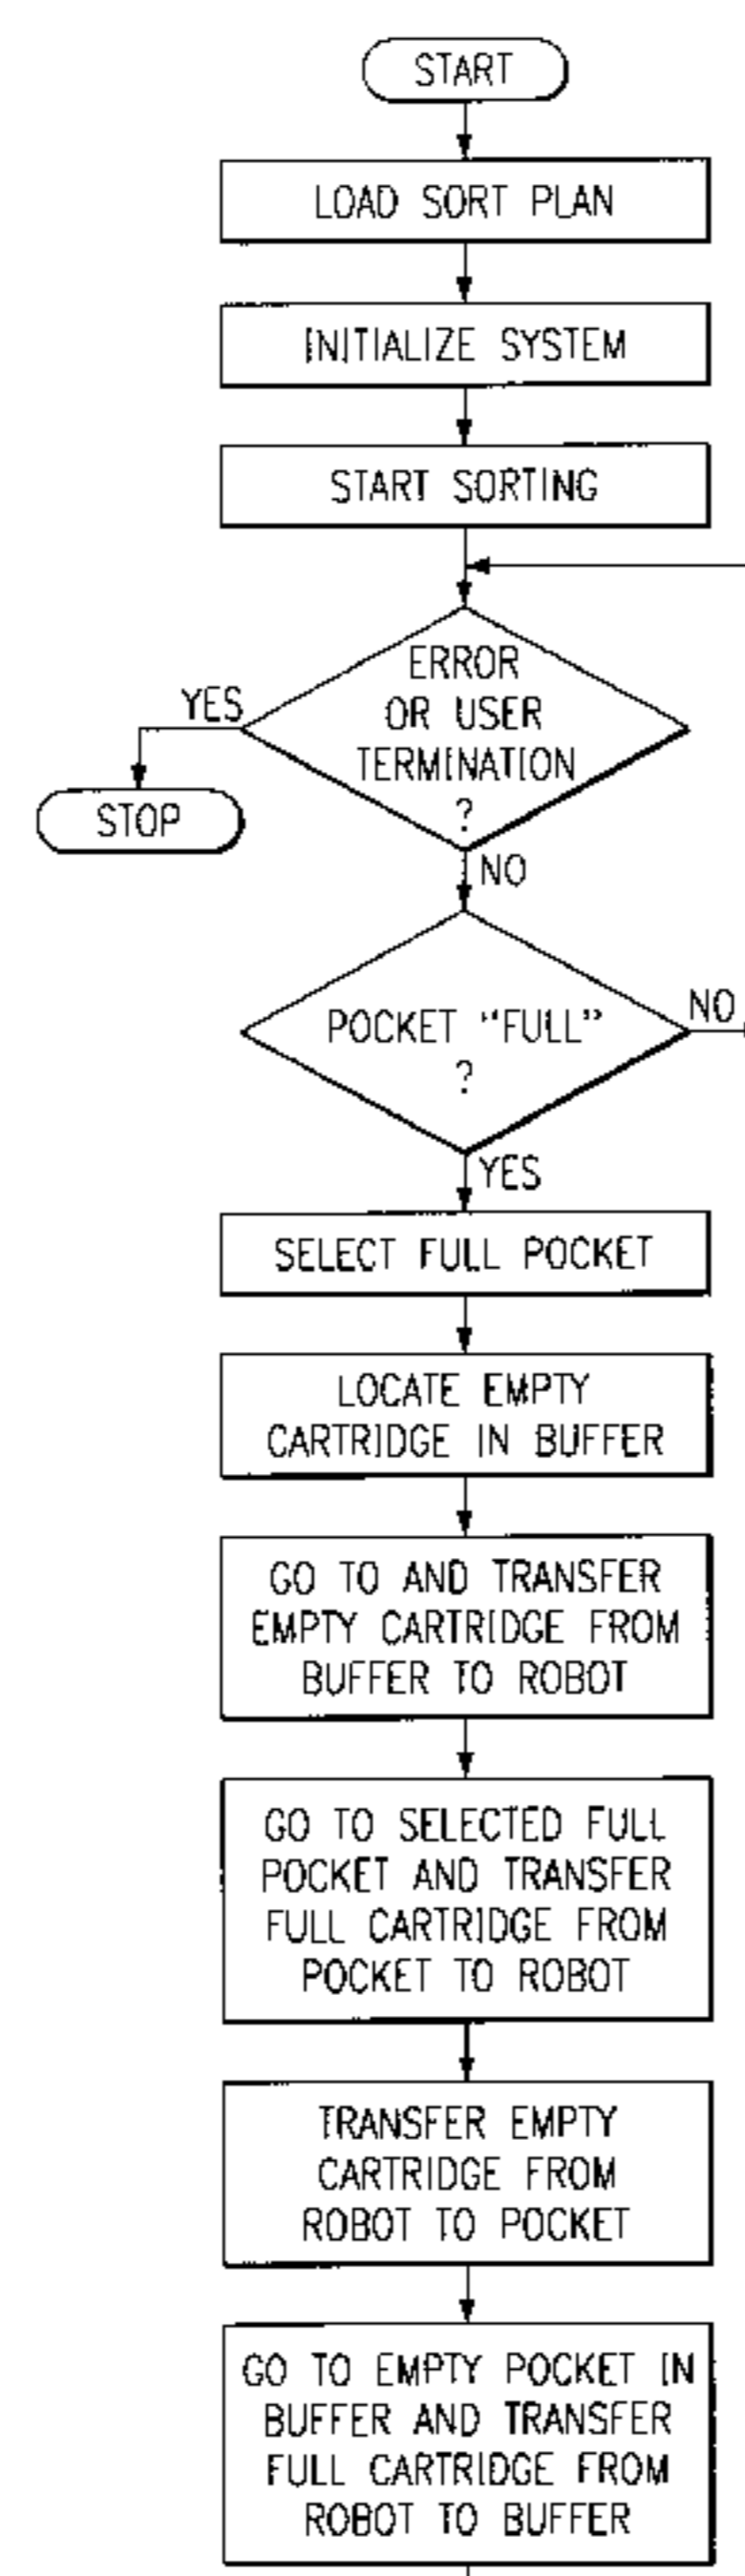 START
LOAD SORT PLAN
INITIALIZE SYSTEM
START SORTING
ERROR
OR USER
TERMINATION
?
YES
STOP
NO
POCKET "FULL"
?
NO
YES
SELECT FULL POCKET
LOCATE EMPTY
CARTRIDGE IN BUFFER
GO TO AND TRANSFER
EMPTY CARTRIDGE FROM
BUFFER TO ROBOT
GO TO SELECTED FULL
POCKET AND TRANSFER
FULL CARTRIDGE FROM
POCKET TO ROBOT
TRANSFER EMPTY
CARTRIDGE FROM
ROBOT TO POCKET
GO TO EMPTY POCKET IN
BUFFER AND TRANSFER
FULL CARTRIDGE FROM
ROBOT TO BUFFER